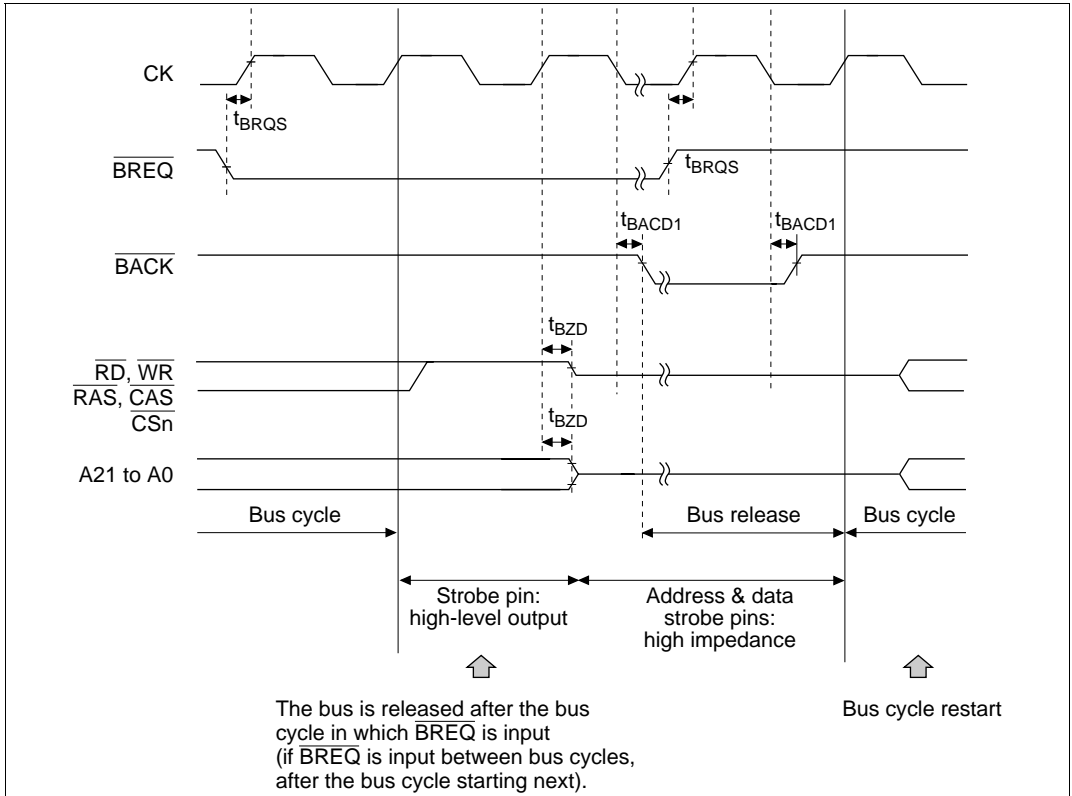 CK
tBRQS
BREQ
tBRQS
tBACD1
tBACD1
BACK
tBZD
RD, WR
RAS, CAS
CSn
tBZD
A21 to A0
Bus cycle
Bus release
Bus cycle
Strobe pin:
high-level output
Address & data
strobe pins:
high impedance
The bus is released after the bus
cycle in which BREQ is input
(if BREQ is input between bus cycles,
after the bus cycle starting next).
Bus cycle restart